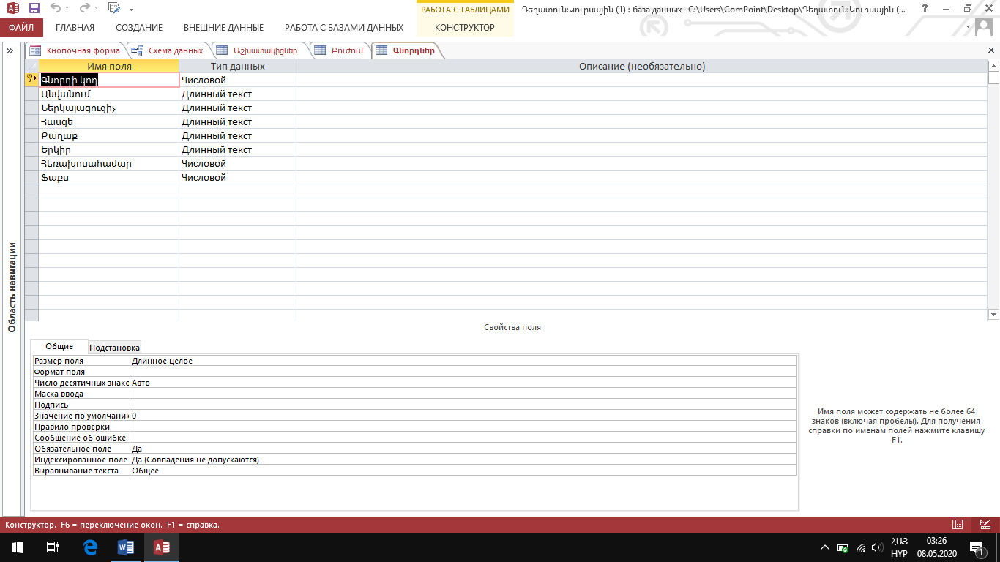 РАБОТА С ТАБЛИЦАМИ
Դեղատուն:Կուրսային (1) : база данных- C:\Users\ComPoint\Desktop\Դեղատուն:Կուրսային (...
ФАЙЛ ГЛАВНАЯ СОЗДАНИЕ ВНЕШНИЕ ДАННЫЕ РАБОТА С БАЗАМИ ДАННЫХ КОНСТРУКТОР
Кнопочная форма Схема данных Աշխատակիցներ Բուժում Գնորդներ
Имя поля Тип данных Описание (необязательно)
Գնորդի կոդ Числовой
Անվանում Длинный текст
Ներկայացուցիչ Длинный текст
Հասցե Длинный текст
Քաղաք Длинный текст
Երկիր Длинный текст
Հեռախոսահամար Числовой
Ֆաքս Числовой
Область навигации
Свойства поля
Общие Подстановка
Размер поля Длинное целое
Формат поля
Число десятичных знако Авто
Маска ввода
Подпись
Значение по умолчанию 0
Правило проверки
Сообщение об ошибке
Обязательное поле Да
Индексированное поле Да (Совпадения не допускаются)
Выравнивание текста Общее
Имя поля может содержать не более 64
знаков (включая пробелы). Для получения
справки по именам полей нажмите клавишу
F1.
Конструктор. F6 = переключение окон. F1 = справка.
ՀԱՅ 03:26
HYP 08.05.2020
1